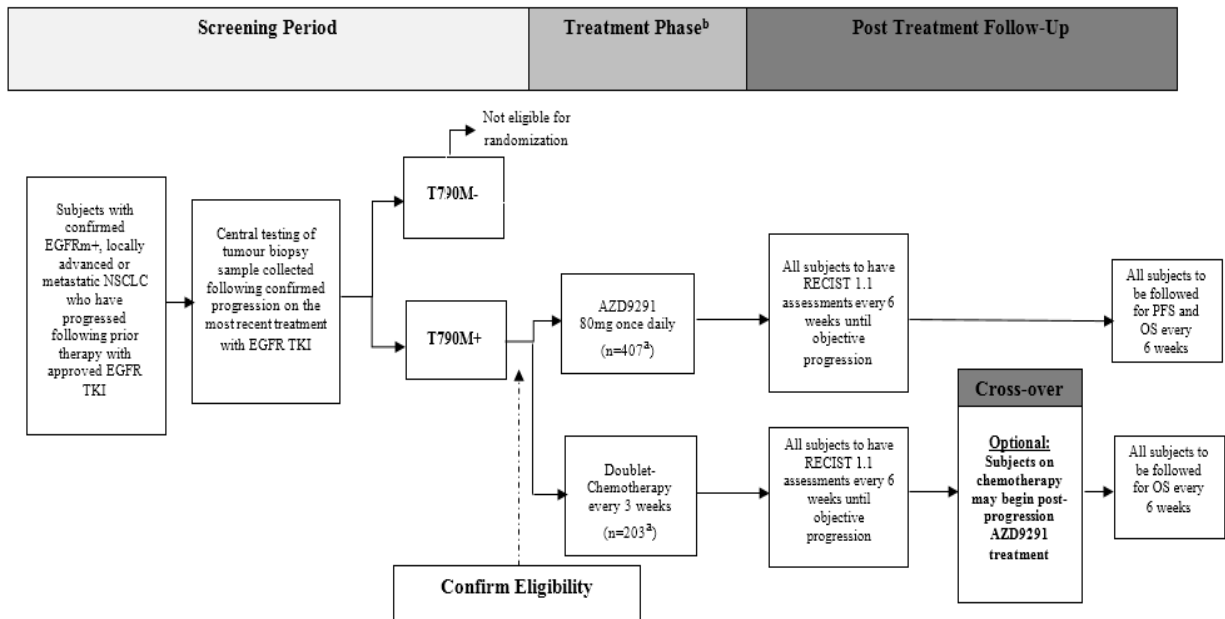 Screening Period
Treatment Phaseᵇ
Post Treatment Follow-Up
Not eligible for
randomization
T790M-
Subjects with
confirmed
EGFRm+, locally
advanced or
metastatic NSCLC
who have
progressed
following prior
therapy with
approved EGFR
TKI
Central testing of
tumour biopsy
sample collected
following confirmed
progression on the
most recent treatment
with EGFR TKI
T790M+
AZD9291
80mg once daily
(n=407ᵃ)
All subjects to have
RECIST 1.1
assessments every 6
weeks until
objective
progression
All subjects to
be followed
for PFS and
OS every
6 weeks
Doublet-
Chemotherapy
every 3 weeks
(n=203ᵃ)
All subjects to have
RECIST 1.1
assessments every 6
weeks until
objective
progression
Cross-over
Optional:
Subjects on
chemotherapy
may begin post-
progression
AZD9291
treatment
All subjects to
be followed
for OS every
6 weeks
Confirm Eligibility